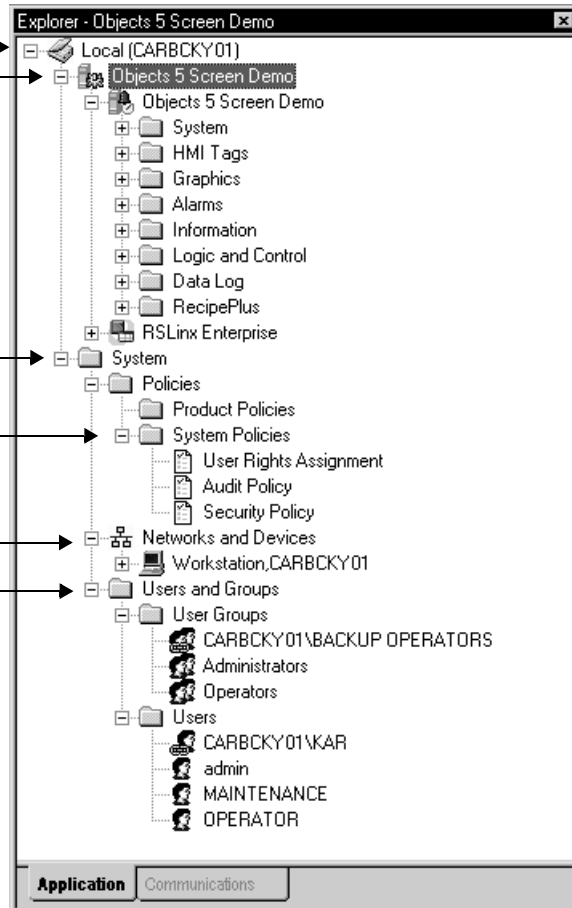 Explorer - Objects 5 Screen Demo
Local (CARBCKY01)
Objects 5 Screen Demo
Objects 5 Screen Demo
System
HMI Tags
Graphics
Alarms
Information
Logic and Control
Data Log
RecipePlus
RSLinx Enterprise
System
Policies
Product Policies
System Policies
User Rights Assignment
Audit Policy
Security Policy
Networks and Devices
Workstation,CARBCKY01
Users and Groups
User Groups
CARBCKY01\BACKUP OPERATORS
Administrators
Operators
Users
CARBCKY01\KAR
admin
MAINTENANCE
OPERATOR
Application Communications